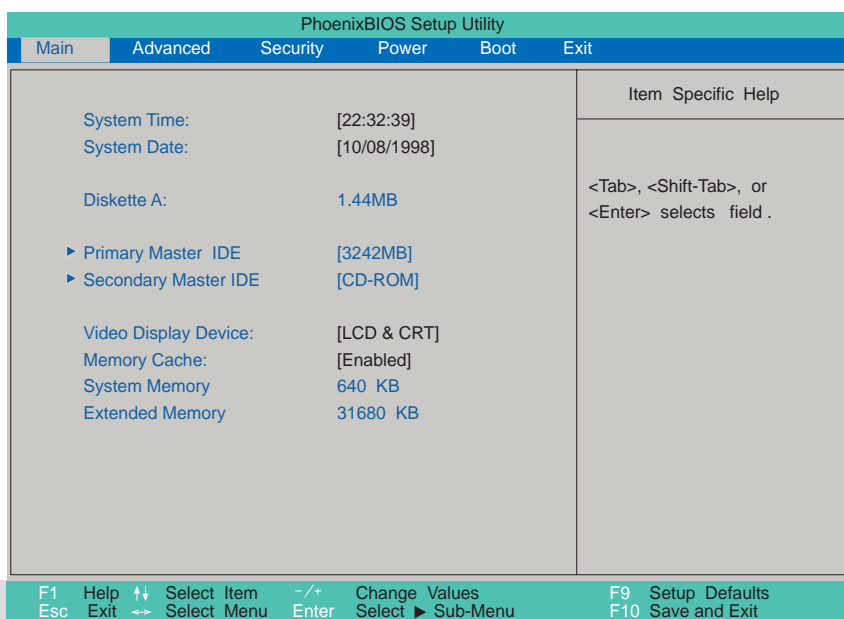 PhoenixBIOS Setup Utility
Main Advanced Security Power Boot Exit
Item Specific Help
System Time: [22:32:39]
System Date: [10/08/1998]
<Tab>, <Shift-Tab>, or
<Enter> selects field .
Diskette A: 1.44MB
Primary Master IDE [3242MB]
Secondary Master IDE [CD-ROM]
Video Display Device: [LCD & CRT]
Memory Cache: [Enabled]
System Memory 640 KB
Extended Memory 31680 KB
F1 Help ↑↓ Select Item -/+ Change Values F9 Setup Defaults
Esc Exit ↔ Select Menu Enter Select ▶ Sub-Menu F10 Save and Exit